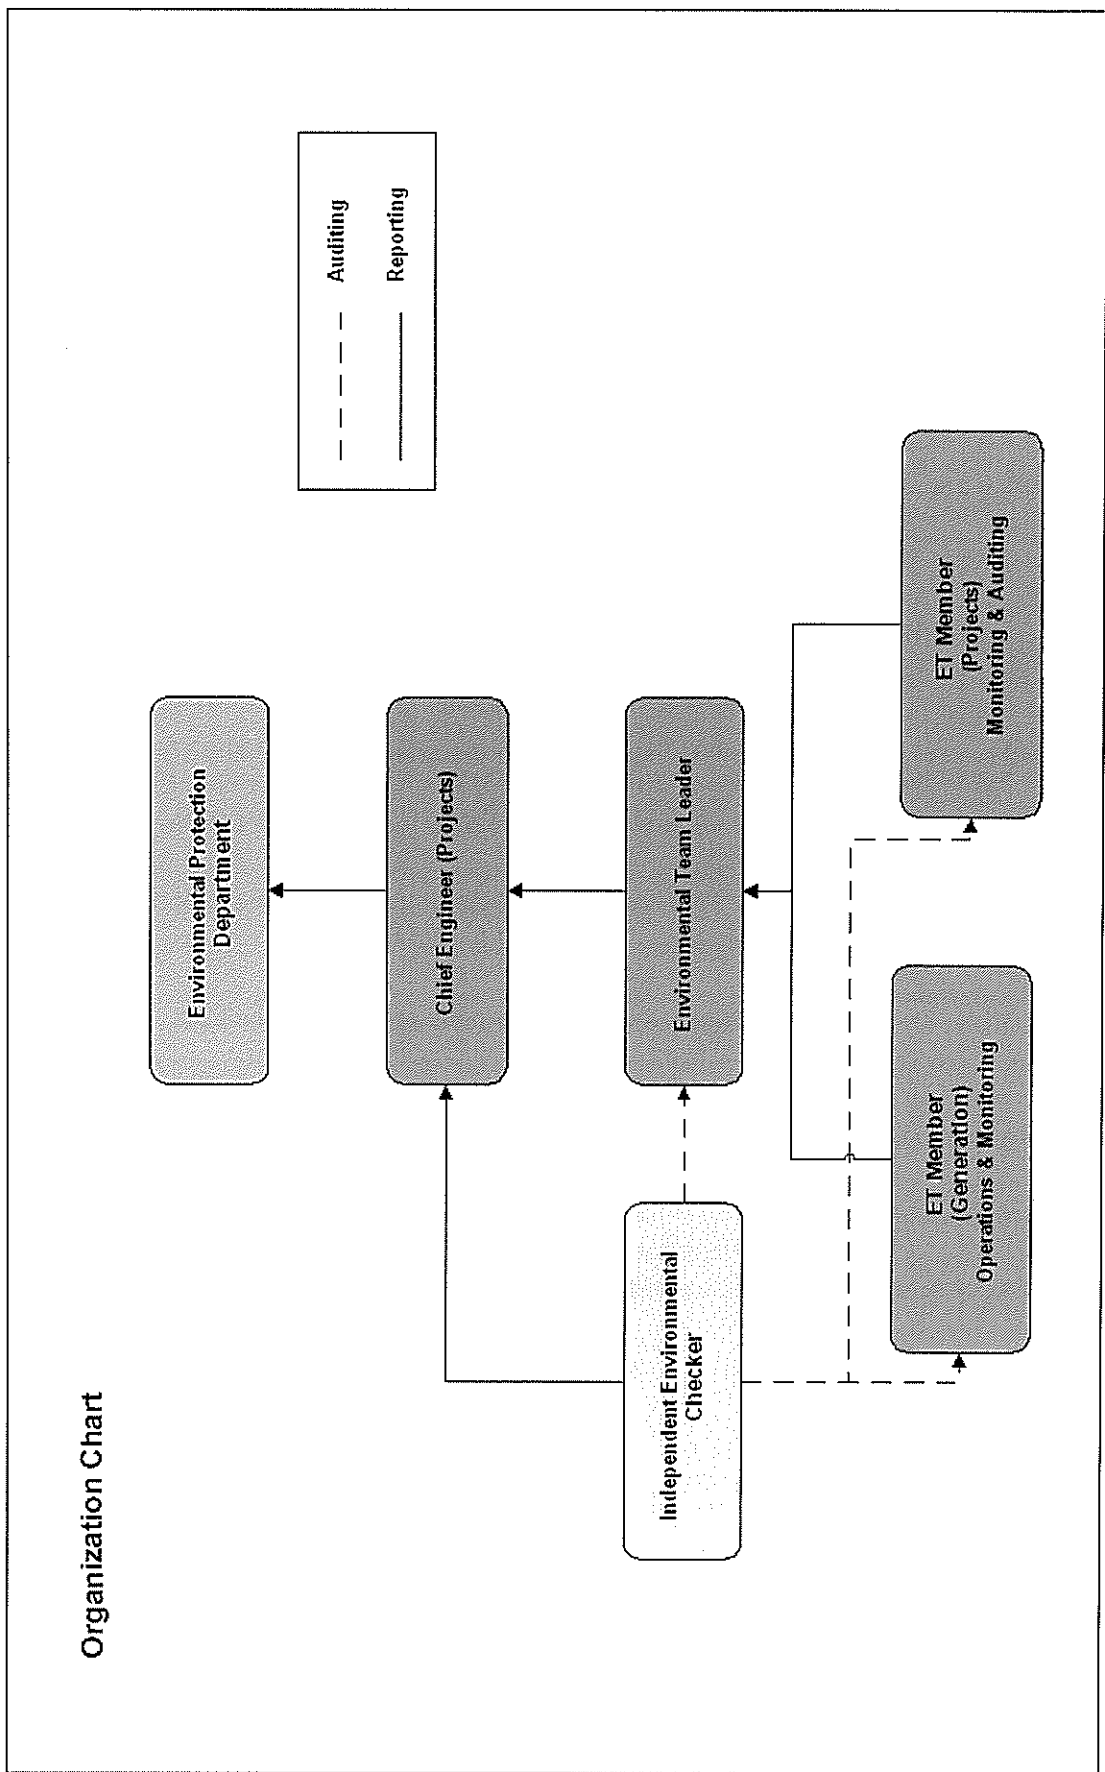 Organization Chart
Environmental Protection
Department
Auditing
Reporting
Chief Engineer (Projects)
Independent Environmental
Checker
Environmental Team Leader
ET Member
(Generation)
Operations & Monitoring
ET Member
(Projects)
Monitoring & Auditing